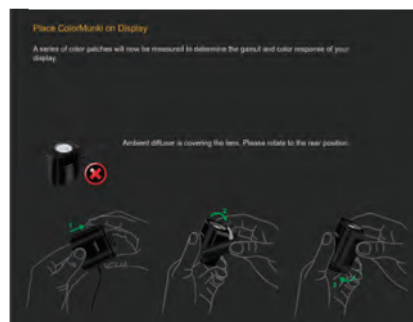 Place ColorMunki on Display
A series of color patches will now be measured to determine the gamut and color response of your
display.
Ambient diffuser is covering the lens. Please rotate to the rear position.